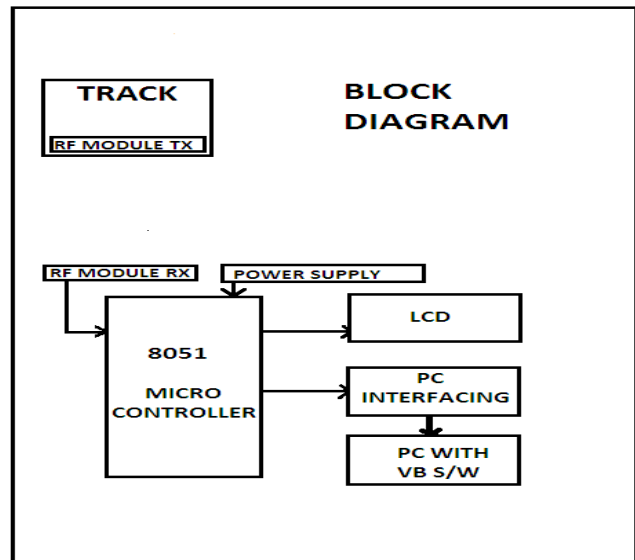 TRACK
RF MODULE TX
BLOCK
DIAGRAM
RF MODULE RX
POWER SUPPLY
LCD
8051
MICRO
CONTROLLER
PC
INTERFACING
PC WITH
VB S/W